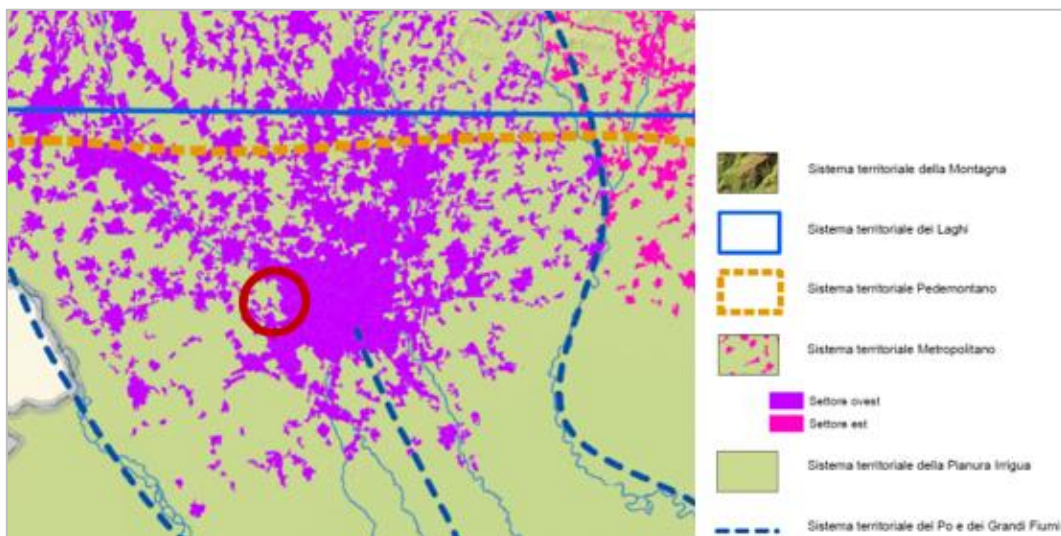 Sistema territoriale della Montagna
Sistema territoriale dei Laghi
Sistema territoriale Pedemontano
Sistema territoriale Metropolitano
Settore ovest
Settore est
Sistema territoriale della Pianura Irrigua
Sistema territoriale del Po e dei Grandi Fiumi